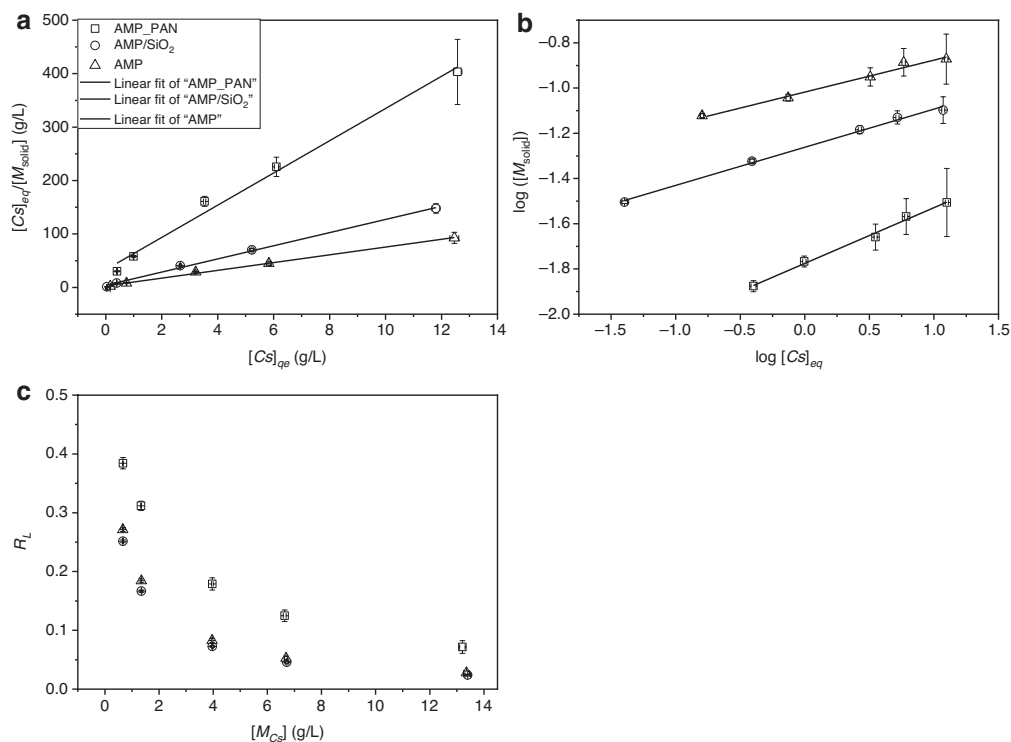 a
500
400
300
200
100
0
[Cs]eq/[Msolid] (g/L)
AMP_PAN
AMP/SiO2
AMP
Linear fit of “AMP_PAN”
Linear fit of “AMP/SiO2”
Linear fit of “AMP”
0 2 4 6 8 10 12 14
[Cs]qe (g/L)
b
–0.8
–1.0
–1.2
–1.4
–1.6
–1.8
–2.0
log ([Msolid])
–1.5 –1.0 –0.5 0.0 0.5 1.0 1.5
log [Cs]eq
c
0.5
0.4
0.3
0.2
0.1
0.0
RL
0 2 4 6 8 10 12 14
[MCs] (g/L)